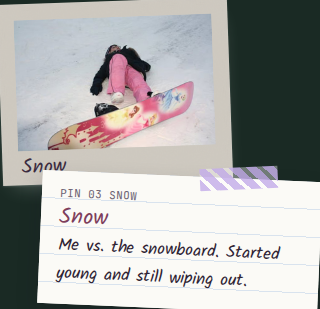 Snow
PIN 03 SNOW
Snow
Me vs. the snowboard. Started
young and still wiping out.